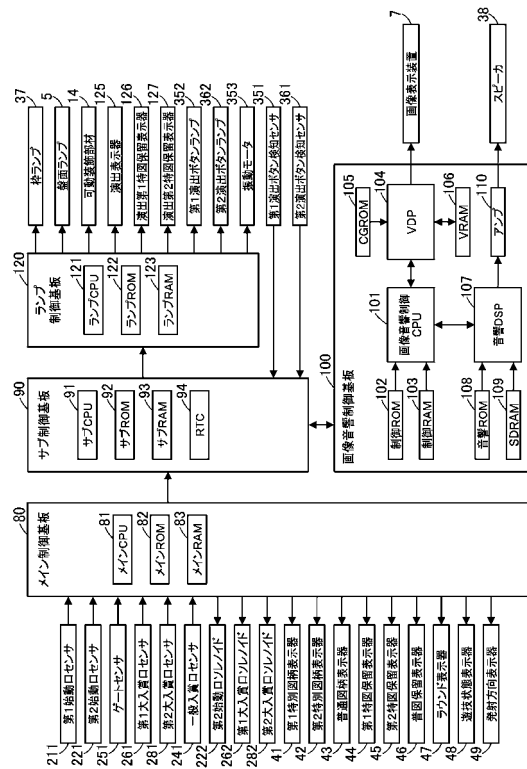 80
メイン制御基板
81
メインCPU
82
メインROM
83
メインRAM
211
第1始動口センサ
221
第2始動口センサ
251
ゲートセンサ
261
第1大入賞口センサ
281
第2大入賞口センサ
241
一般入賞口センサ
222
第2始動口ソレノイド
262
第1大入賞口ソレノイド
282
第2大入賞口ソレノイド
41
第1特別図柄表示器
42
第2特別図柄表示器
43
普通図柄表示器
44
第1特図保留表示器
45
第2特図保留表示器
46
普図保留表示器
47
ラウンド表示器
48
遊技状態表示器
49
発射方向表示器
90
サブ制御基板
91
サブCPU
92
サブROM
93
サブRAM
94
RTC
120
ランプ
制御基板
121
ランプCPU
122
ランプROM
123
ランプRAM
37
枠ランプ
5
盤面ランプ
14
可動装飾部材
125
演出表示器
126
演出第1特図保留表示器
127
演出第2特図保留表示器
352
第1演出ボタンランプ
362
第2演出ボタンランプ
353
振動モータ
351
第1演出ボタン検知センサ
361
第2演出ボタン検知センサ
100
画像音響制御基板
101
画像音響制御
CPU
102
制御ROM
103
制御RAM
104
VDP
105
CGROM
106
VRAM
107
音響DSP
108
音響ROM
109
SDRAM
110
アンプ
7
画像表示装置
38
スピーカ